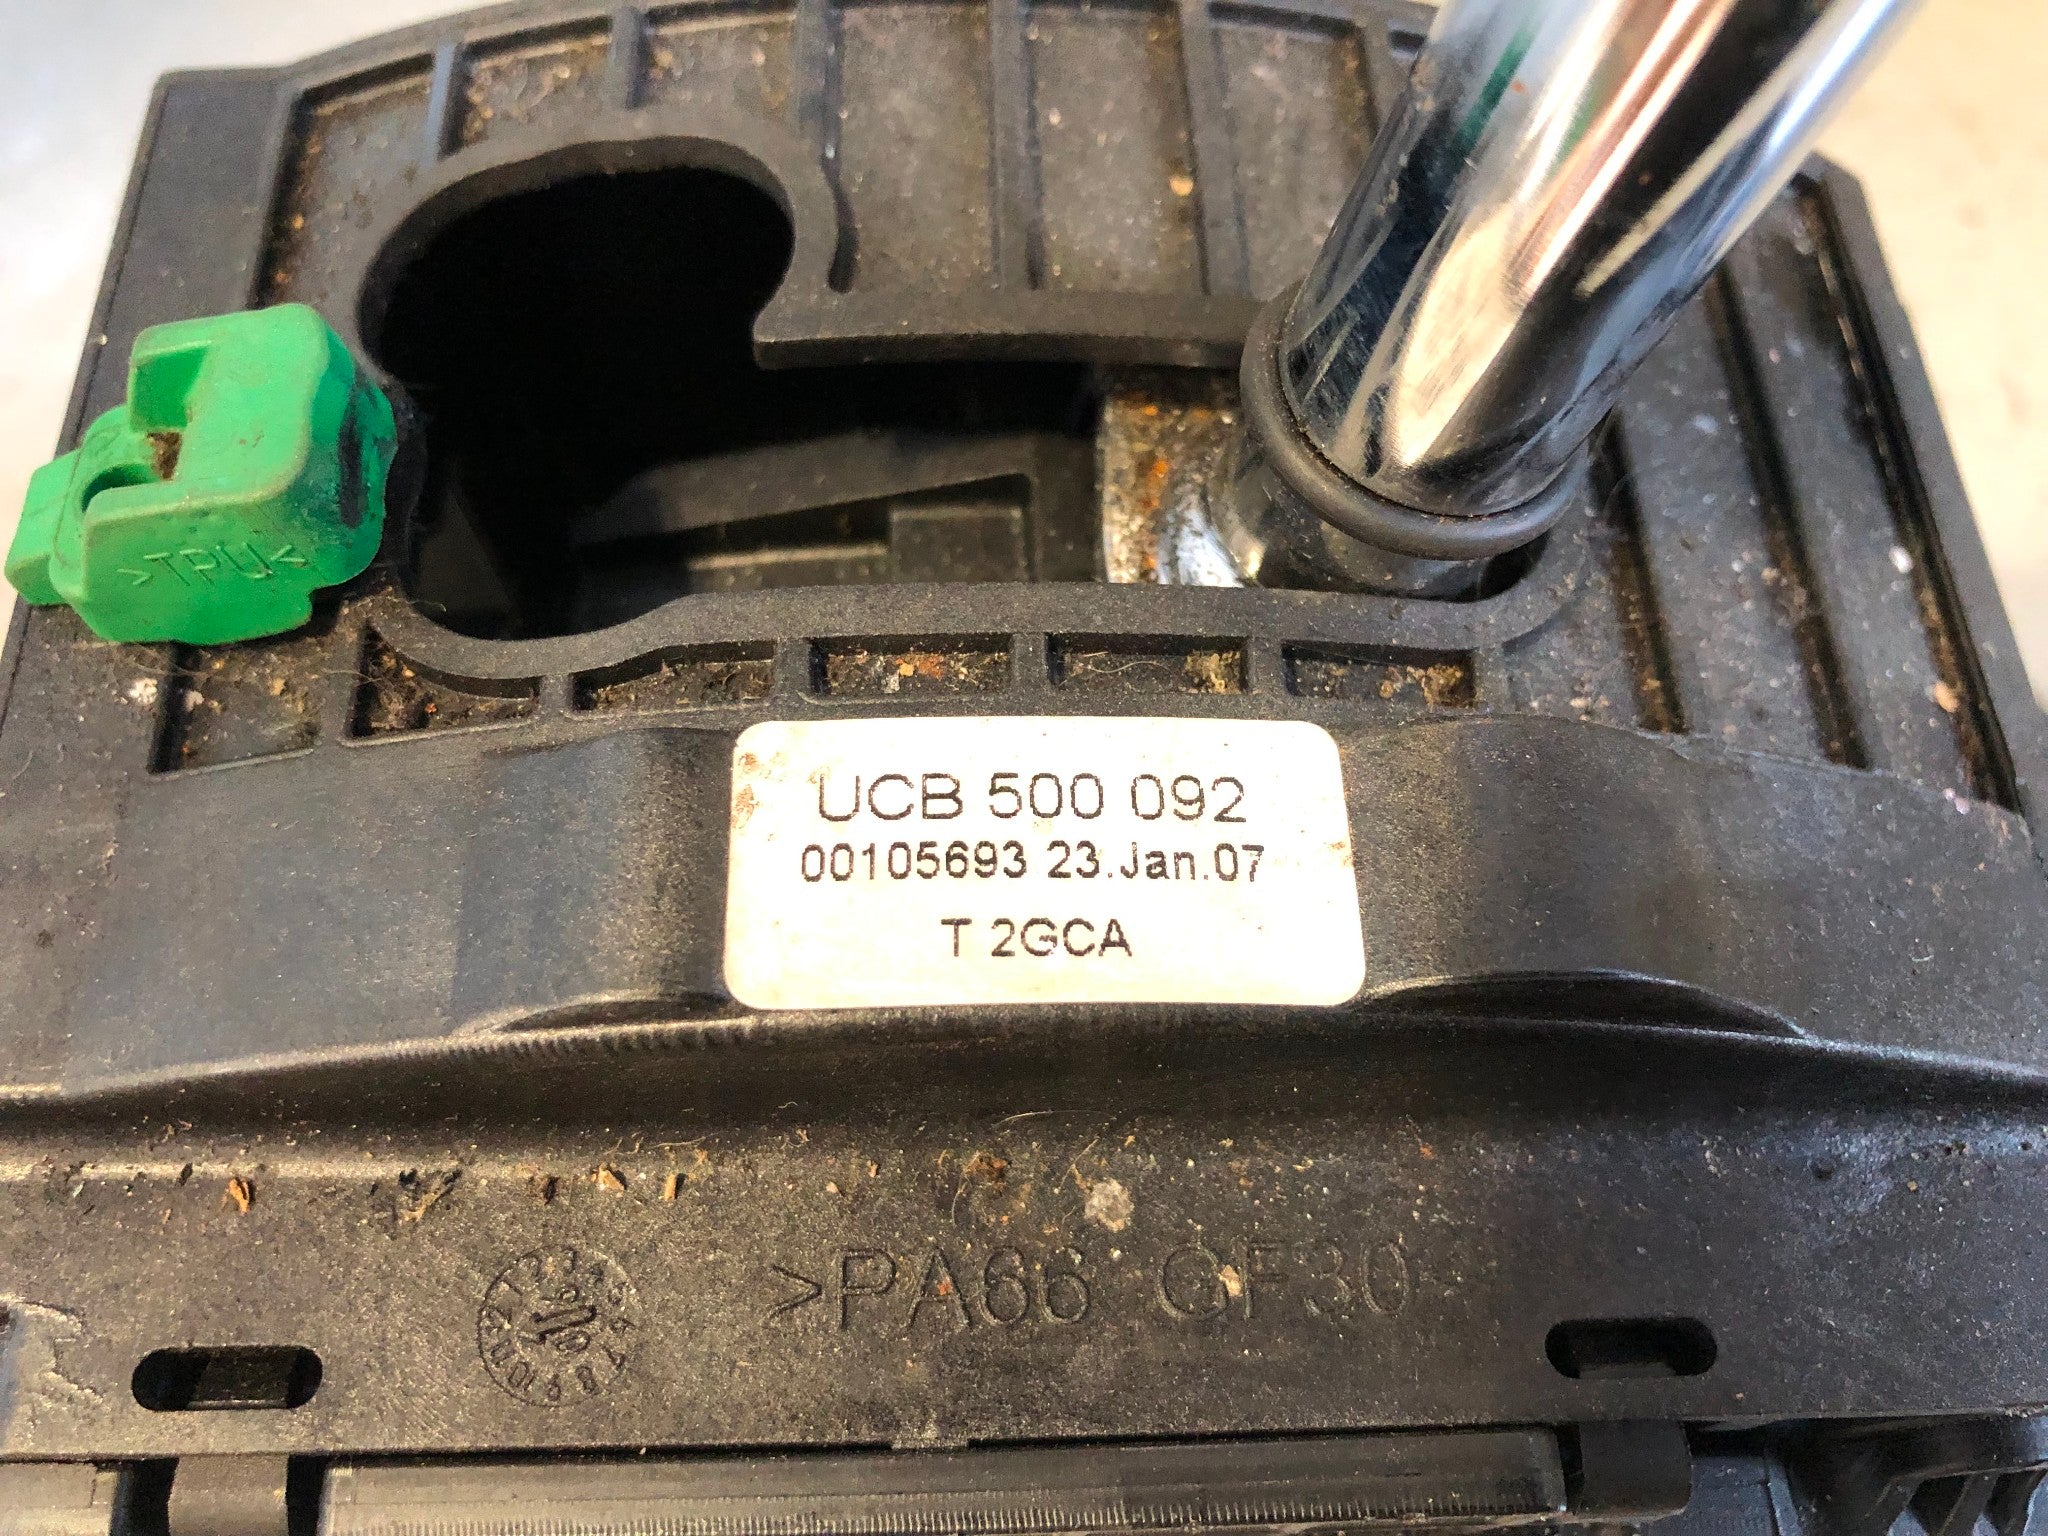 >TPU<
UCB 500 092
00105693 23.Jan.07
T 2GCA
>PA66 GF30